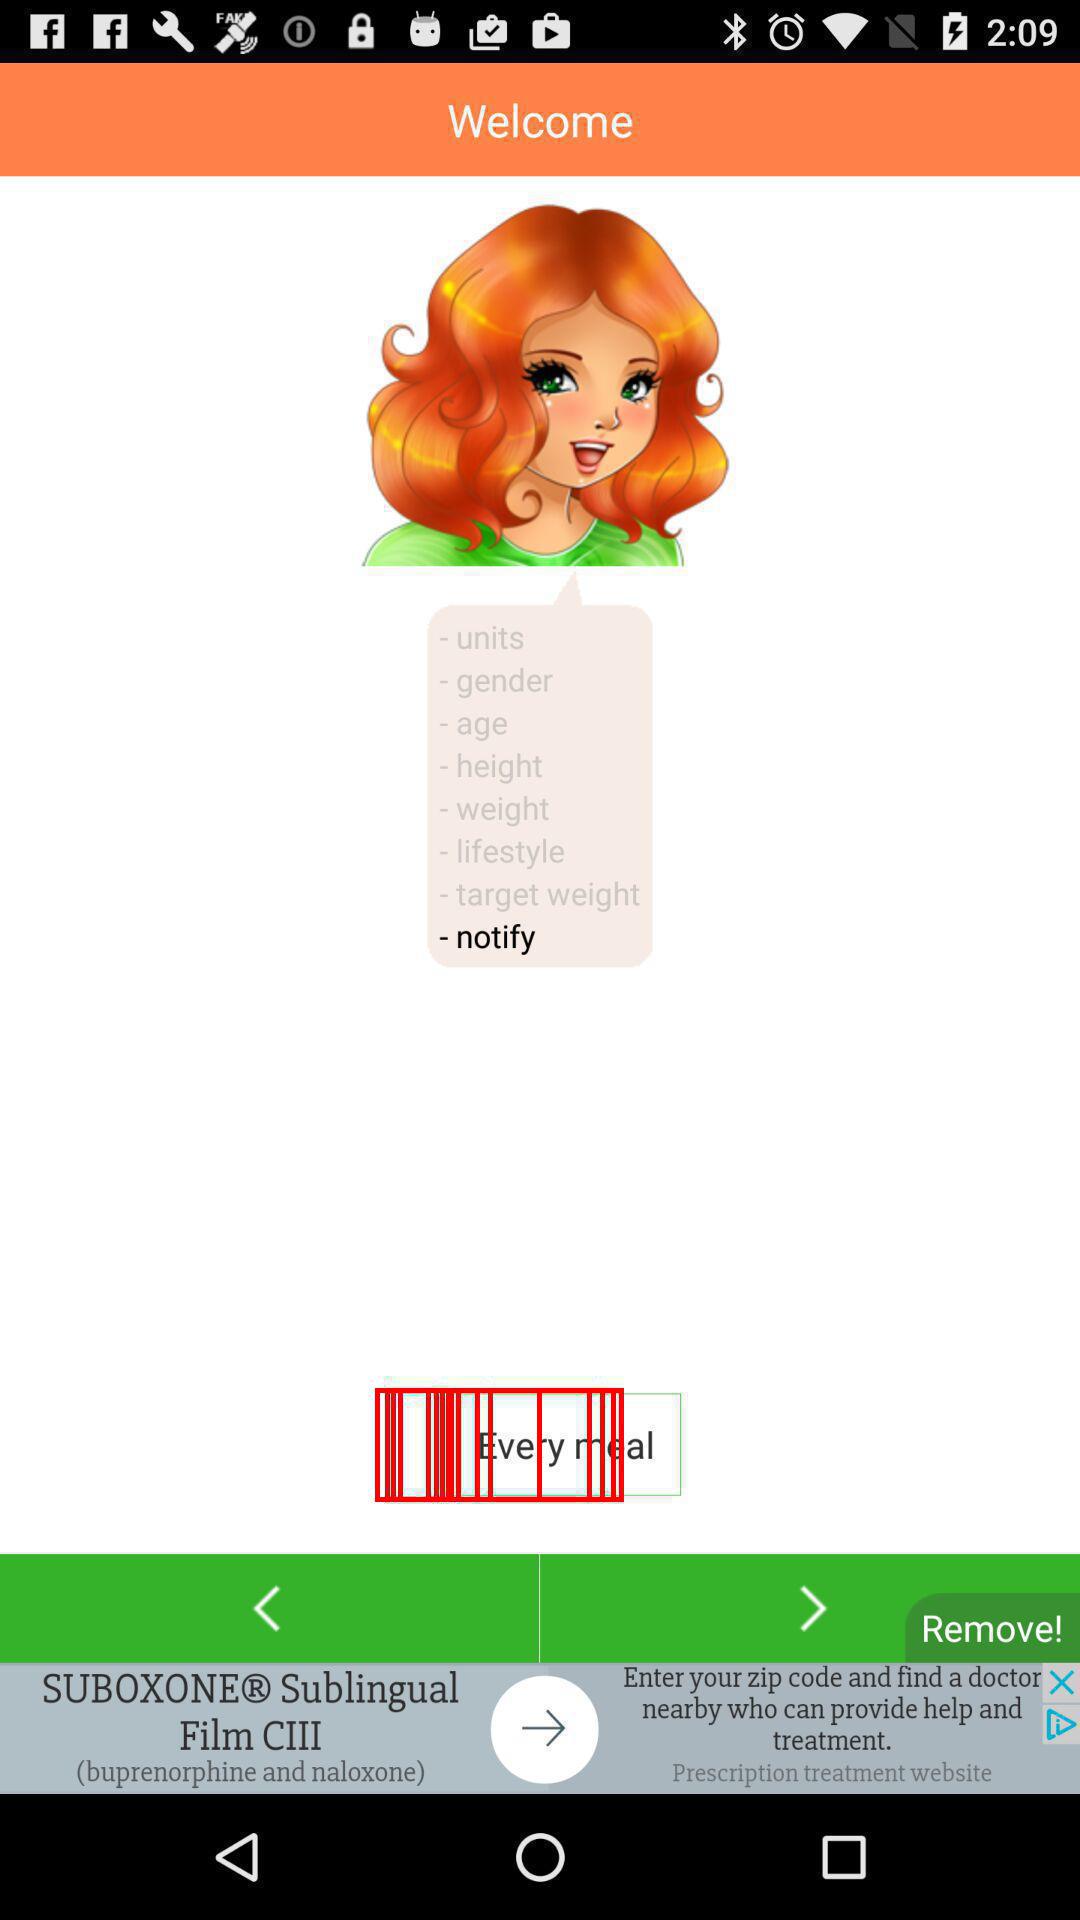 FAKE
2:09
Welcome
- units
- gender
- age
- height
- weight
- lifestyle
- target weight
- notify
Every meal
Remove!
SUBOXONE® Sublingual
Film CIII
(buprenorphine and naloxone)
Enter your zip code and find a doctor
nearby who can provide help and
treatment.
Prescription treatment website